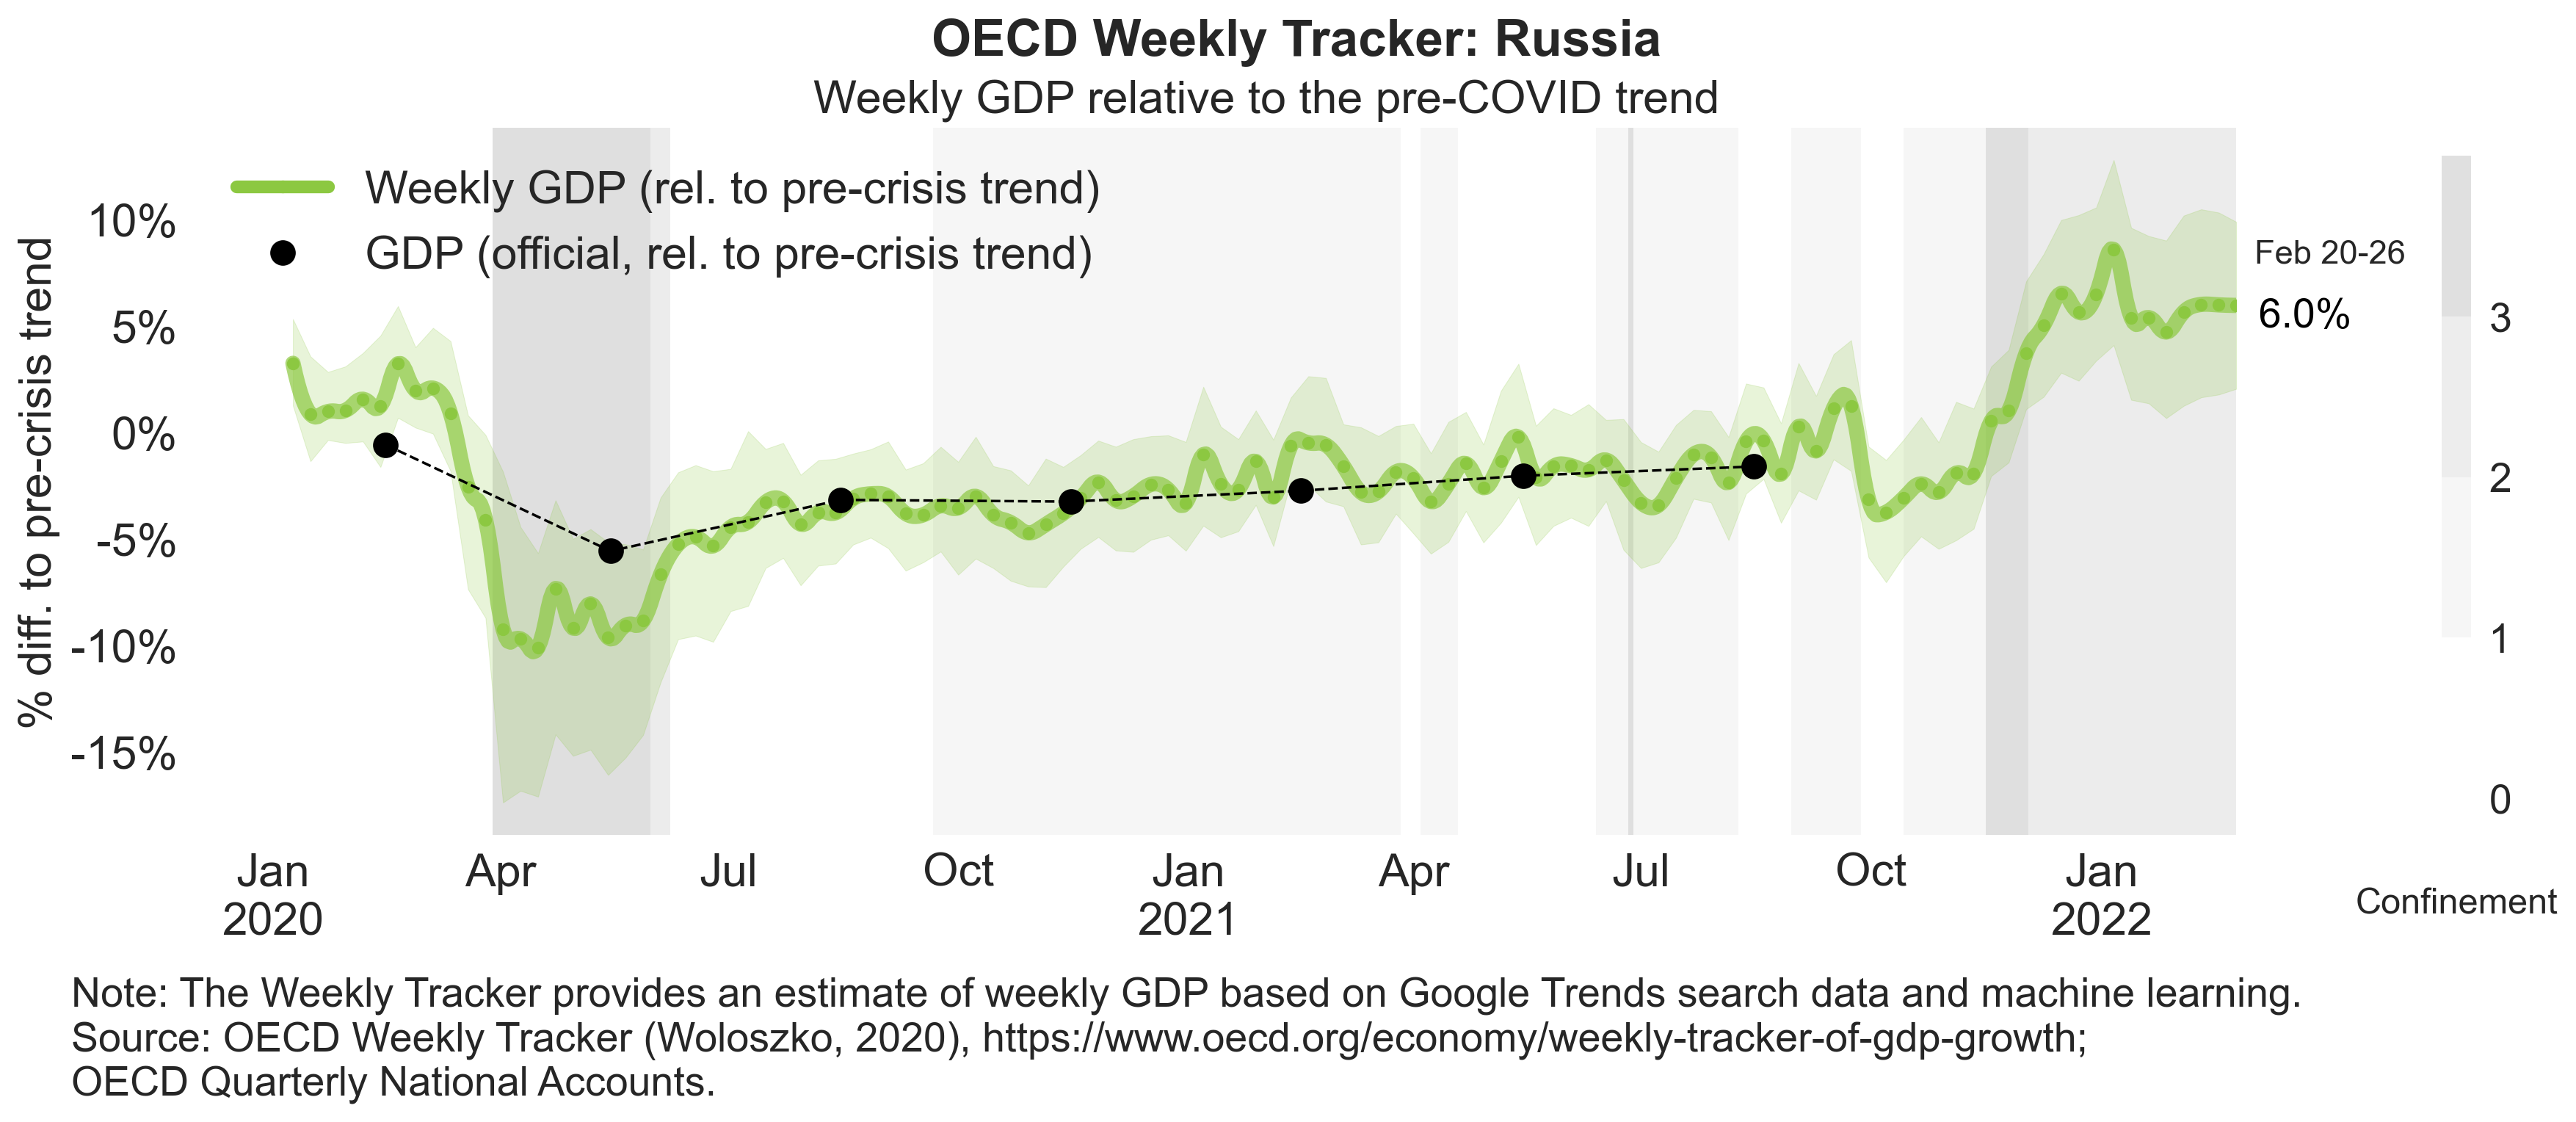 OECD Weekly Tracker: Russia
Weekly GDP relative to the pre-COVID trend
Weekly GDP (rel. to pre-crisis trend)
GDP (official, rel. to pre-crisis trend)
% diff. to pre-crisis trend
10%
5%
0%
-5%
-10%
-15%
Feb 20-26
6.0%
3
2
1
0
Confinement
Jan Apr Jul Oct Jan Apr Jul Oct Jan
2020 2021 2022
Note: The Weekly Tracker provides an estimate of weekly GDP based on Google Trends search data and machine learning.
Source: OECD Weekly Tracker (Woloszko, 2020), https://www.oecd.org/economy/weekly-tracker-of-gdp-growth;
OECD Quarterly National Accounts.